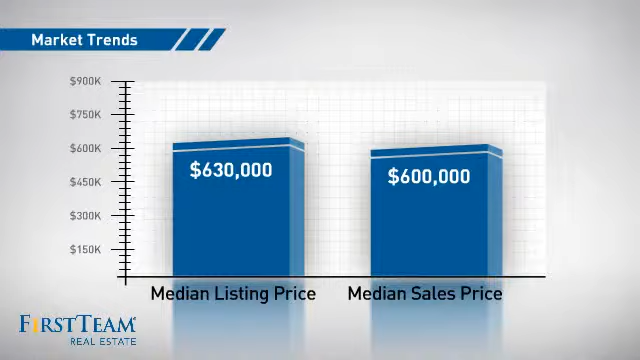 Market Trends
$900K
$750K
$600K
$450K
$300K
$150K
$630,000
$600,000
Median Listing Price
Median Sales Price
FIRSTTEAM®
REAL ESTATE